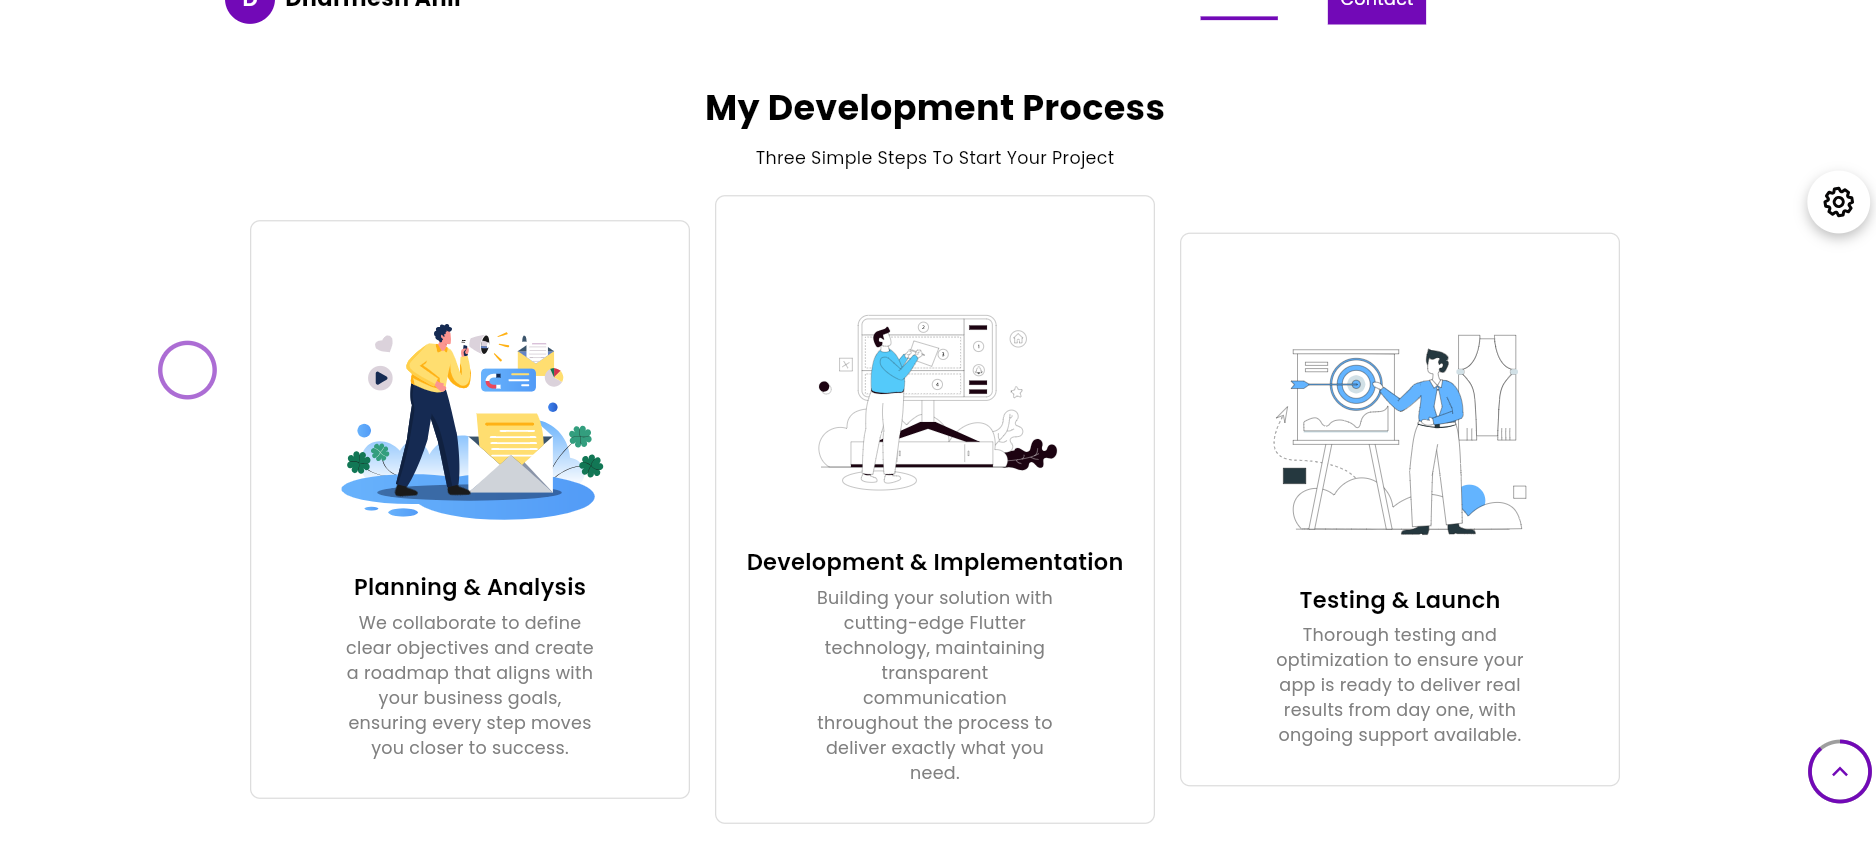 D
Dharmesh Anil
Contact
My Development Process
Three Simple Steps To Start Your Project
Planning & Analysis
We collaborate to define
clear objectives and create
a roadmap that aligns with
your business goals,
ensuring every step moves
you closer to success.
Development & Implementation
Building your solution with
cutting-edge Flutter
technology, maintaining
transparent
communication
throughout the process to
deliver exactly what you
need.
Testing & Launch
Thorough testing and
optimization to ensure your
app is ready to deliver real
results from day one, with
ongoing support available.